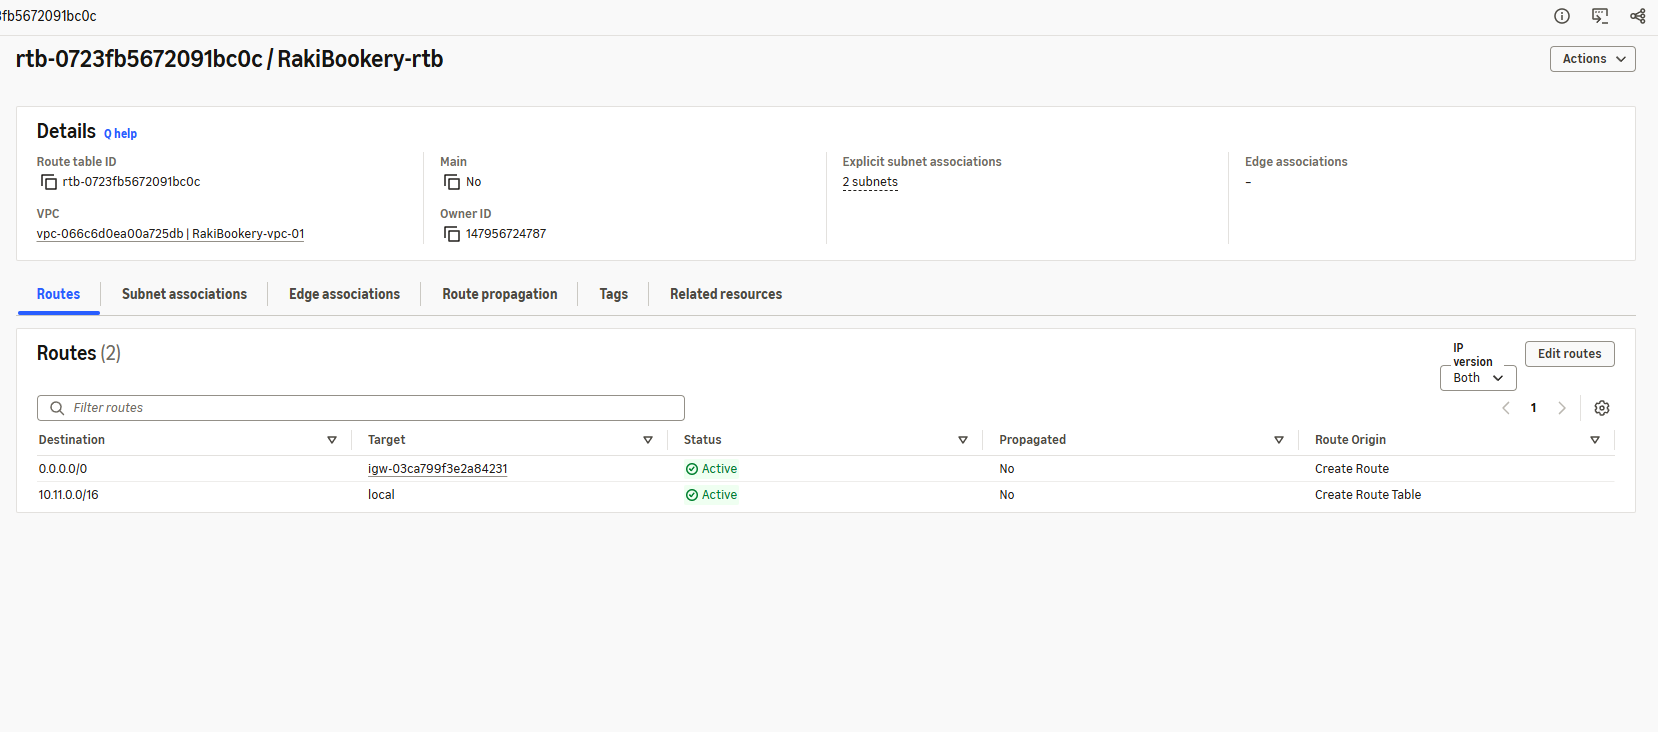 3fb5672091bc0c
rtb-0723fb5672091bc0c / RakiBookery-rtb
Actions
Details Q help
Route table ID
rtb-0723fb5672091bc0c
VPC
vpc-066c6d0ea00a725db | RakiBookery-vpc-01
Main
No
Owner ID
147956724787
Explicit subnet associations
2 subnets
Edge associations
–
Routes Subnet associations Edge associations Route propagation Tags Related resources
Routes (2)
IP version
Both
Edit routes
Filter routes
1
Destination Target Status Propagated Route Origin
0.0.0.0/0 igw-03ca799f3e2a84231 Active No Create Route
10.11.0.0/16 local Active No Create Route Table